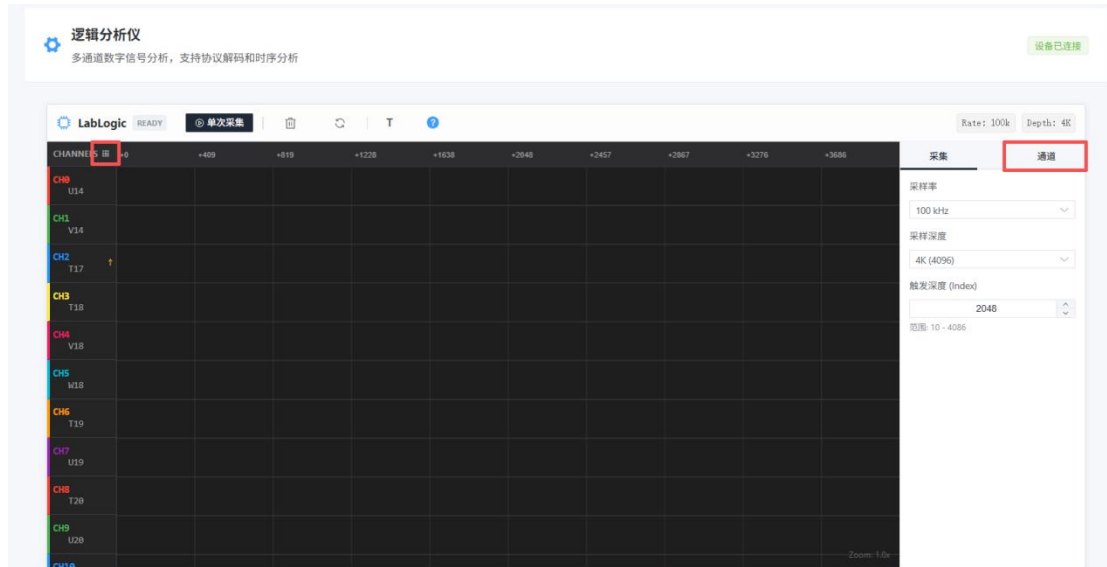 逻辑分析仪
多通道数字信号分析，支持协议解码和时序分析
设备已连接
LabLogic READY 单次采集 T ? Rate: 100k Depth: 4K
CHANNELS +0 +409 +819 +1228 +1638 +2048 +2457 +2867 +3276 +3686
采集 通道
CH0
U14
CH1
V14
CH2
T17 ↑
CH3
T18
CH4
V18
CH5
W18
CH6
T19
CH7
U19
CH8
T20
CH9
U20
CH10
Zoom: 1.0x
采样率
100 kHz
采样深度
4K (4096)
触发深度 (Index)
2048
范围: 10 - 4086